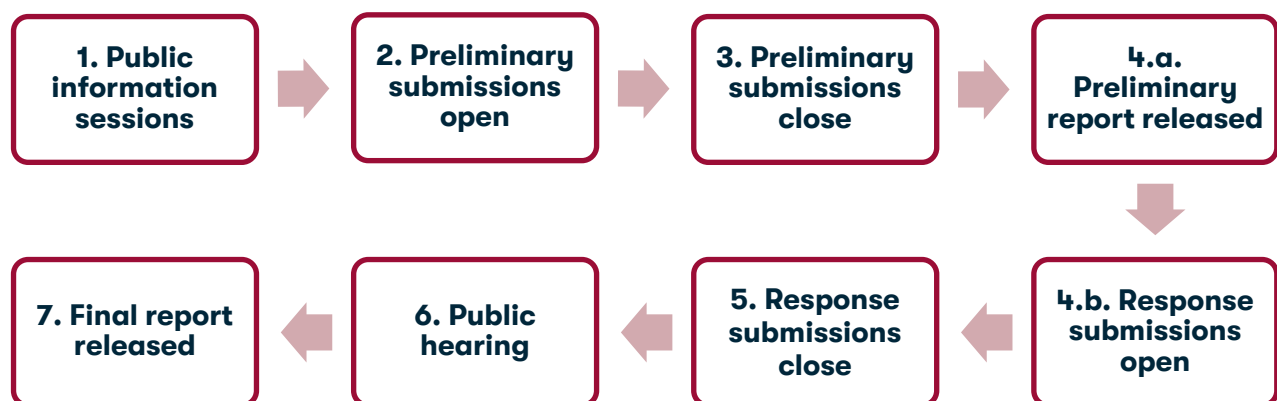 1. Public
information
sessions
2. Preliminary
submissions
open
3. Preliminary
submissions
close
4.a.
Preliminary
report released
4.b. Response
submissions
open
5. Response
submissions
close
6. Public
hearing
7. Final report
released